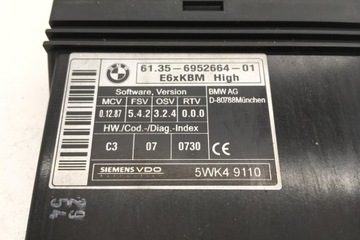 61.35-6952664-01
E6xKBM High
Software, Version
BMW AG
MCV FSV OSV RTV
D-80788München
0.12.87 5.4.2 3.2.4 0.0.0
HW./Cod.-/Diag.-Index
C3 07 0730 CE
SIEMENS VDO 5WK4 9110